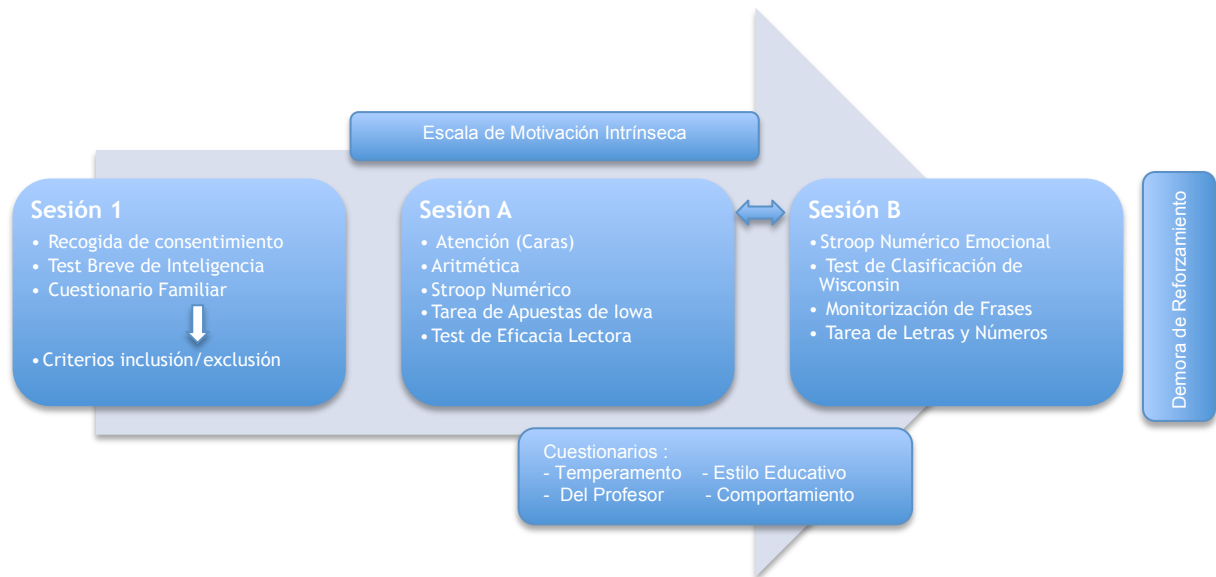 Escala de Motivación Intrínseca
Sesión 1
• Recogida de consentimiento
• Test Breve de Inteligencia
• Cuestionario Familiar
• Criterios inclusión/exclusión
Sesión A
• Atención (Caras)
• Aritmética
• Stroop Numérico
• Tarea de Apuestas de Iowa
• Test de Eficacia Lectora
Sesión B
• Stroop Numérico Emocional
• Test de Clasificación de
Wisconsin
• Monitorización de Frases
• Tarea de Letras y Números
Demora de Reforzamiento
Cuestionarios :
- Temperamento - Estilo Educativo
- Del Profesor - Comportamiento